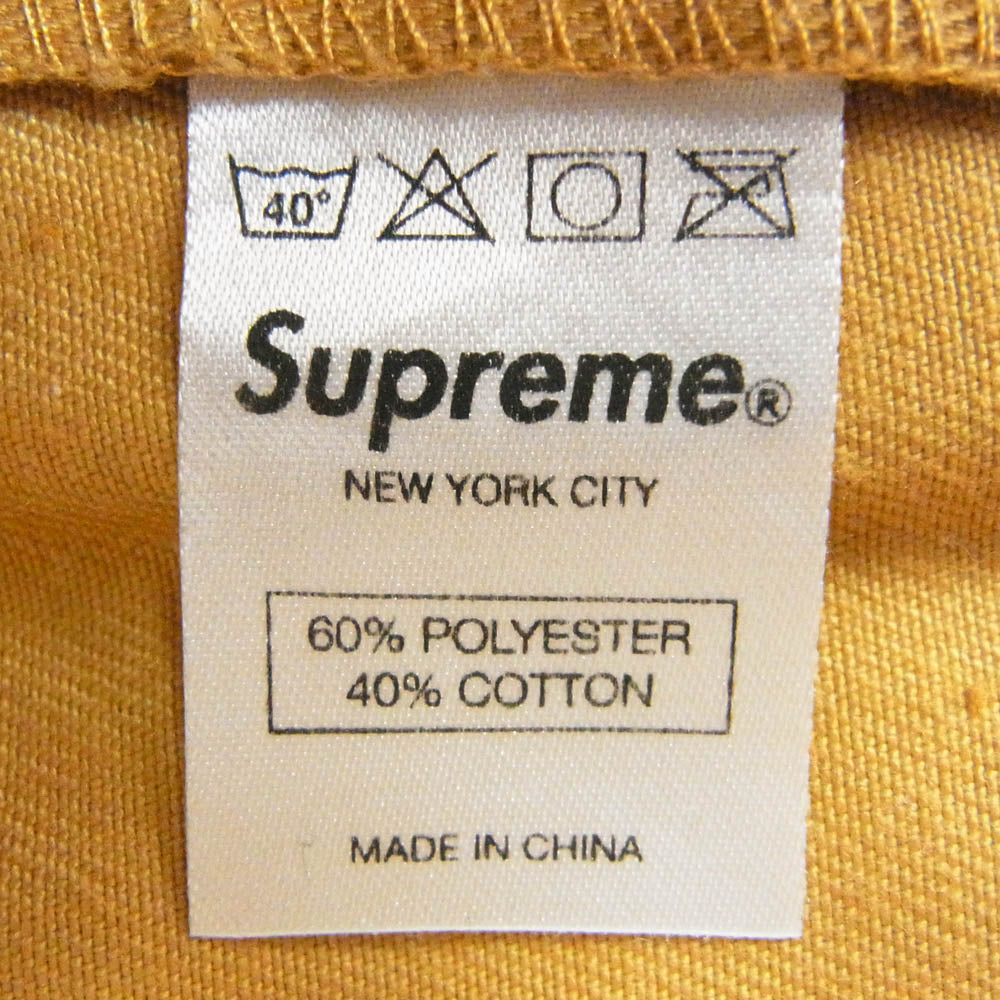 40°
Supreme®
NEW YORK CITY
60% POLYESTER
40% COTTON
MADE IN CHINA